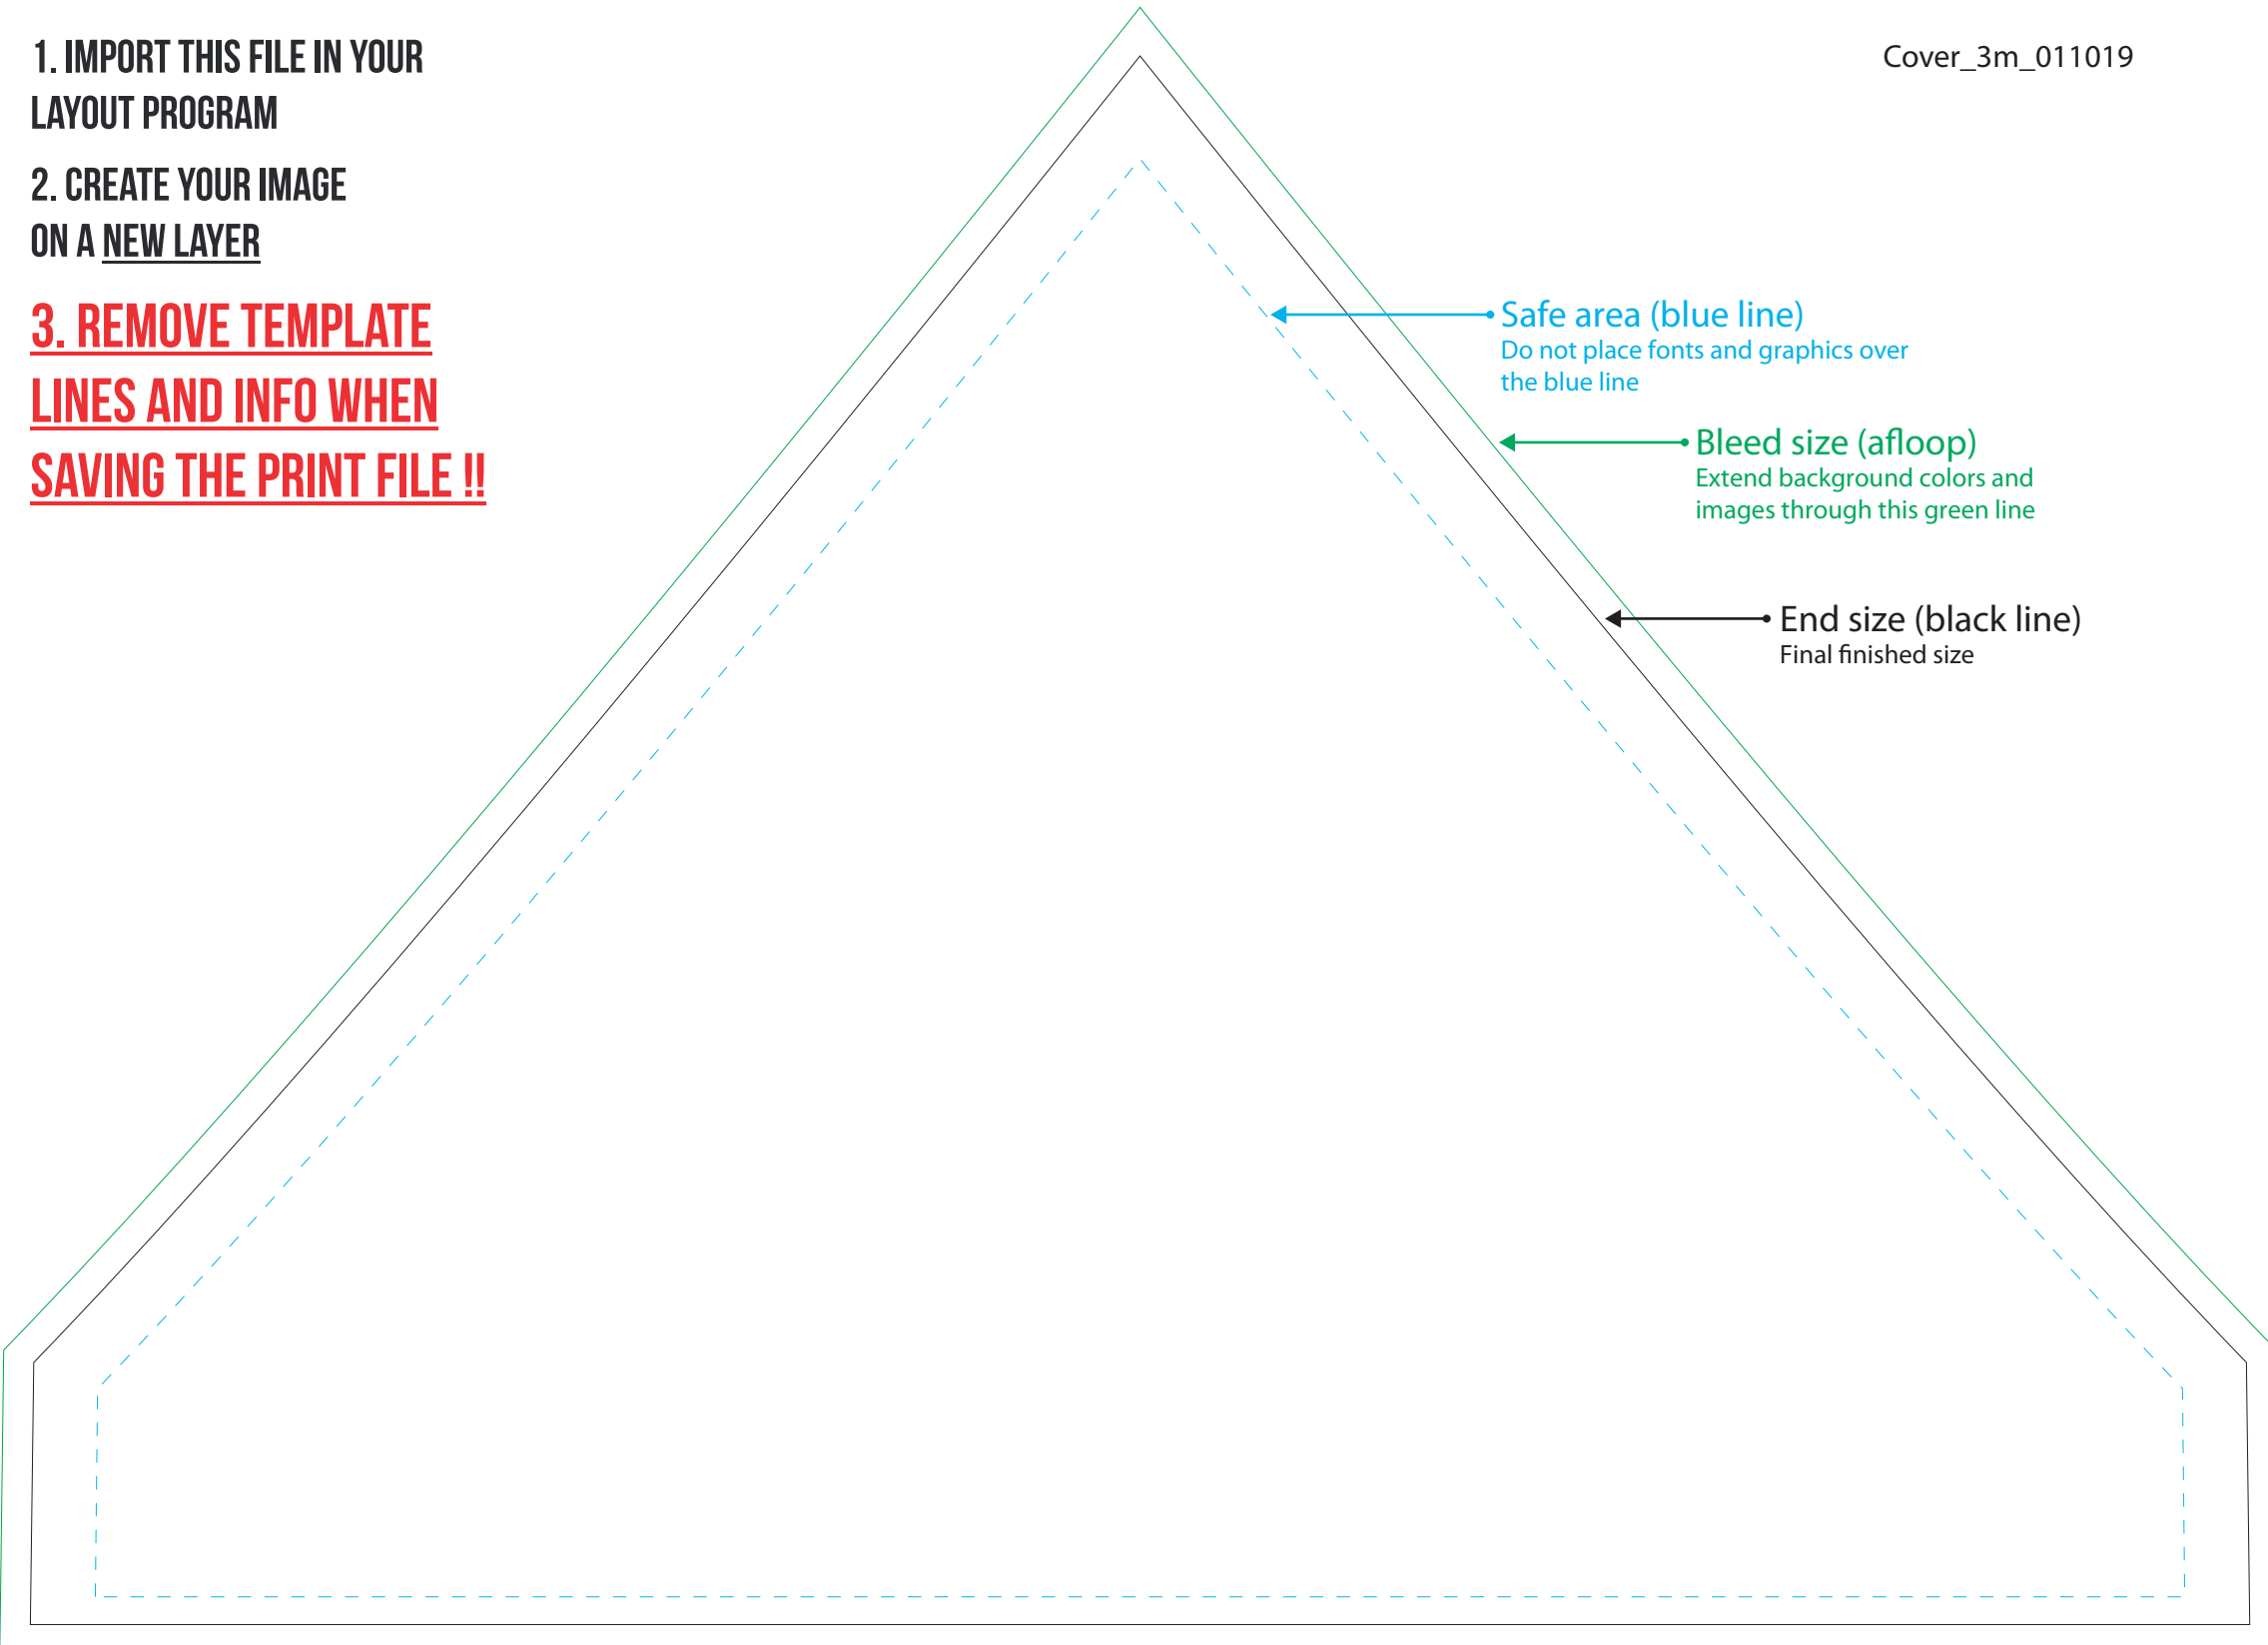 1. IMPORT THIS FILE IN YOUR
LAYOUT PROGRAM
2. CREATE YOUR IMAGE
ON A NEW LAYER
3. REMOVE TEMPLATE
LINES AND INFO WHEN
SAVING THE PRINT FILE !!
Cover_3m_011019
Safe area (blue line)
Do not place fonts and graphics over
the blue line
Bleed size (afloop)
Extend background colors and
images through this green line
End size (black line)
Final finished size